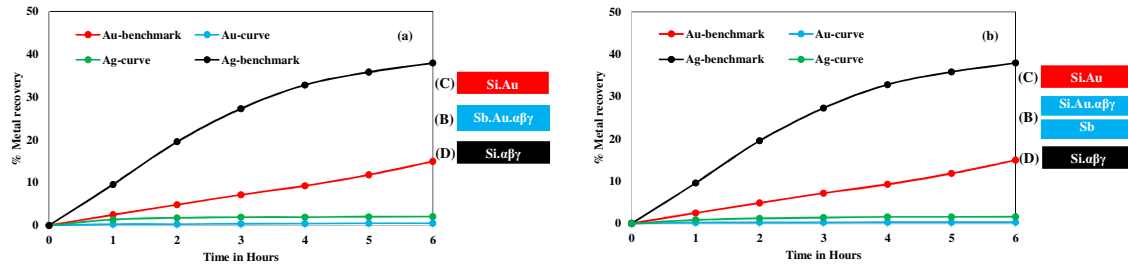 50
40
30
20
10
0
% Metal recovery
Au-benchmark
Au-curve
Ag-curve
Ag-benchmark
(a)
0 1 2 3 4 5 6
Time in Hours
(C) Si.Au
(B) Sb.Au.αβγ
(D) Si.αβγ
50
40
30
20
10
0
% Metal recovery
Au-benchmark
Au-curve
Ag-benchmark
Ag-curve
(b)
0 1 2 3 4 5 6
Time in Hours
(C) Si.Au
Si.Au.αβγ
(B)
Sb
(D) Si.αβγ